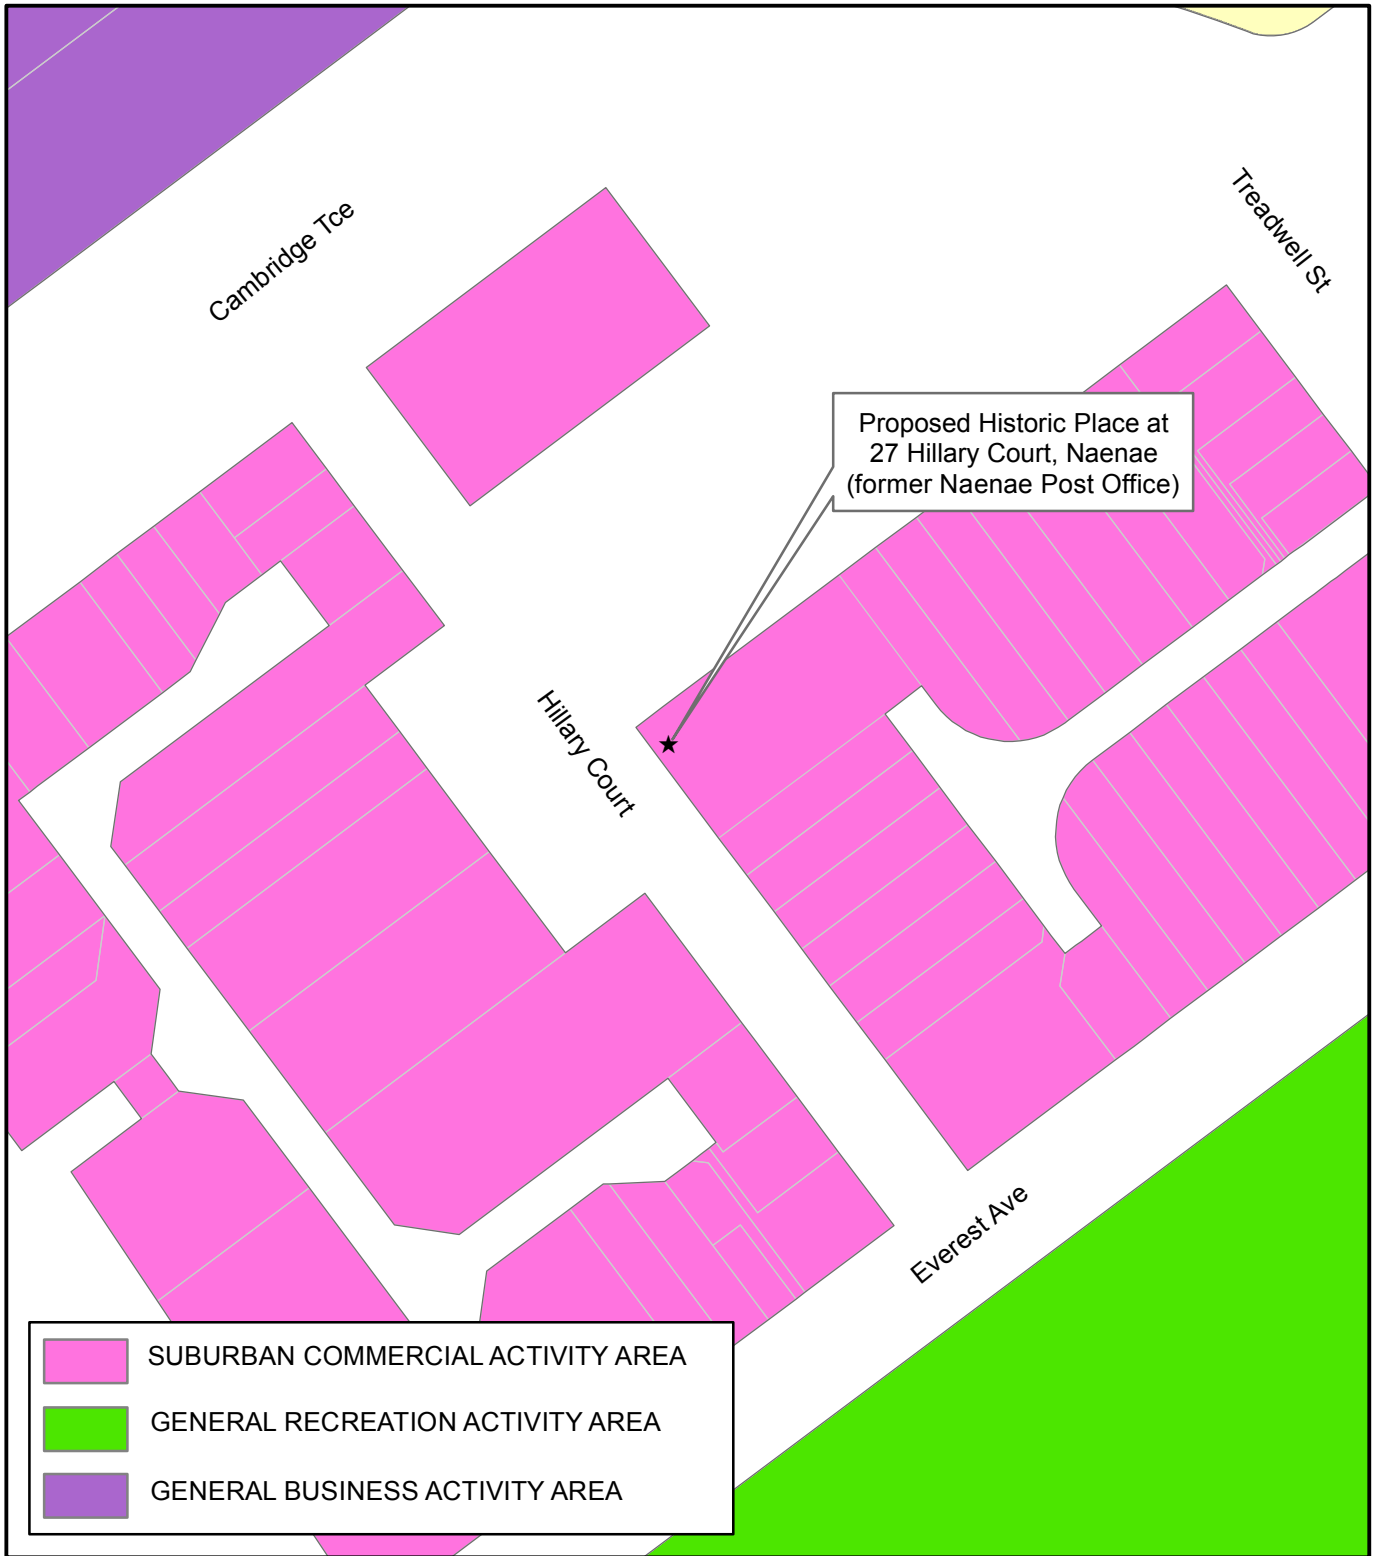 Treadwell St
Cambridge Tce
Proposed Historic Place at
27 Hillary Court, Naenae
(former Naenae Post Office)
Hillary Court
Everest Ave
SUBURBAN COMMERCIAL ACTIVITY AREA
GENERAL RECREATION ACTIVITY AREA
GENERAL BUSINESS ACTIVITY AREA